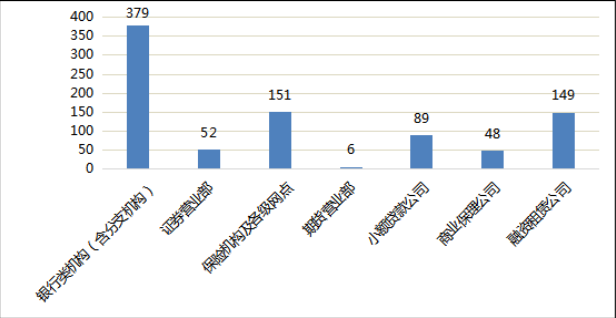 400
350
300
250
200
150
100
50
0
379
52
151
6
89
48
149
银行类机构（含分支机构）
证券营业部
保险机构及各级网点
期货营业部
小额贷款公司
商业保理公司
融资租赁公司